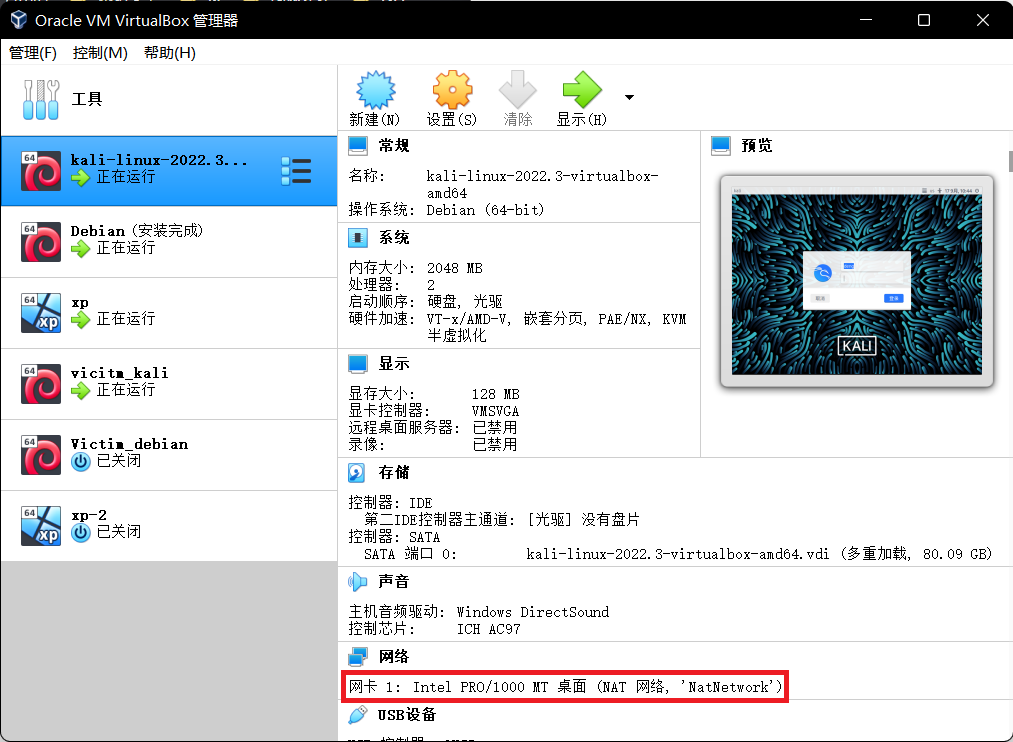 Oracle VM VirtualBox 管理器
管理(F) 控制(M) 帮助(H)
工具
新建(N) 设置(S) 清除 显示(H)
64 kali-linux-2022.3...
正在运行
64 Debian (安装完成)
正在运行
64 xp xp
正在运行
64 vicitm_kali
正在运行
64 Victim_debian
已关闭
64 xp xp-2
已关闭
常规
名称: kali-linux-2022.3-virtualbox-
amd64
操作系统: Debian (64-bit)
系统
内存大小: 2048 MB
处理器: 2
启动顺序: 硬盘, 光驱
硬件加速: VT-x/AMD-V, 嵌套分页, PAE/NX, KVM
半虚拟化
显示
显存大小: 128 MB
显卡控制器: VMSVGA
远程桌面服务器: 已禁用
录像: 已禁用
预览
KALI
存储
控制器: IDE
第二IDE控制器主通道: [光驱] 没有盘片
控制器: SATA
SATA 端口 0: kali-linux-2022.3-virtualbox-amd64.vdi (多重加载, 80.09 GB)
声音
主机音频驱动: Windows DirectSound
控制芯片: ICH AC97
网络
网卡 1: Intel PRO/1000 MT 桌面 (NAT 网络, 'NatNetwork')
USB设备